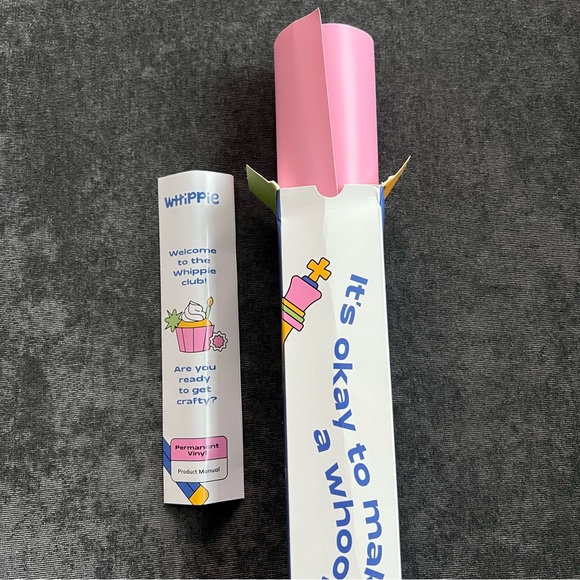 WHiPPie
Welcome
to the
Whippie
club!
Are you
ready
to get
crafty?
Permanent
Vinyl
Product Manual
It's okay to mak
a whoo